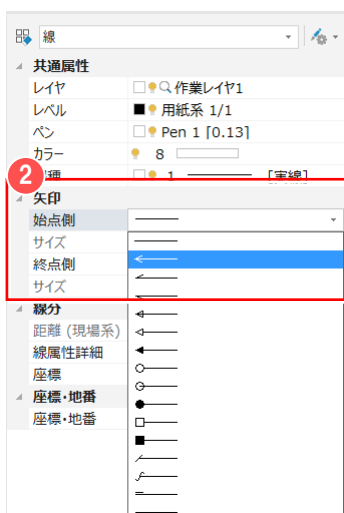 線
共通属性
レイヤ 作業レイヤ1
レベル 用紙系 1/1
ペン Pen 1 [0.13]
カラー 8
2
種 1 [実線]
矢印
始点側
サイズ
終点側
サイズ
線分
距離 (現場系)
線属性詳細
座標
座標・地番
座標・地番